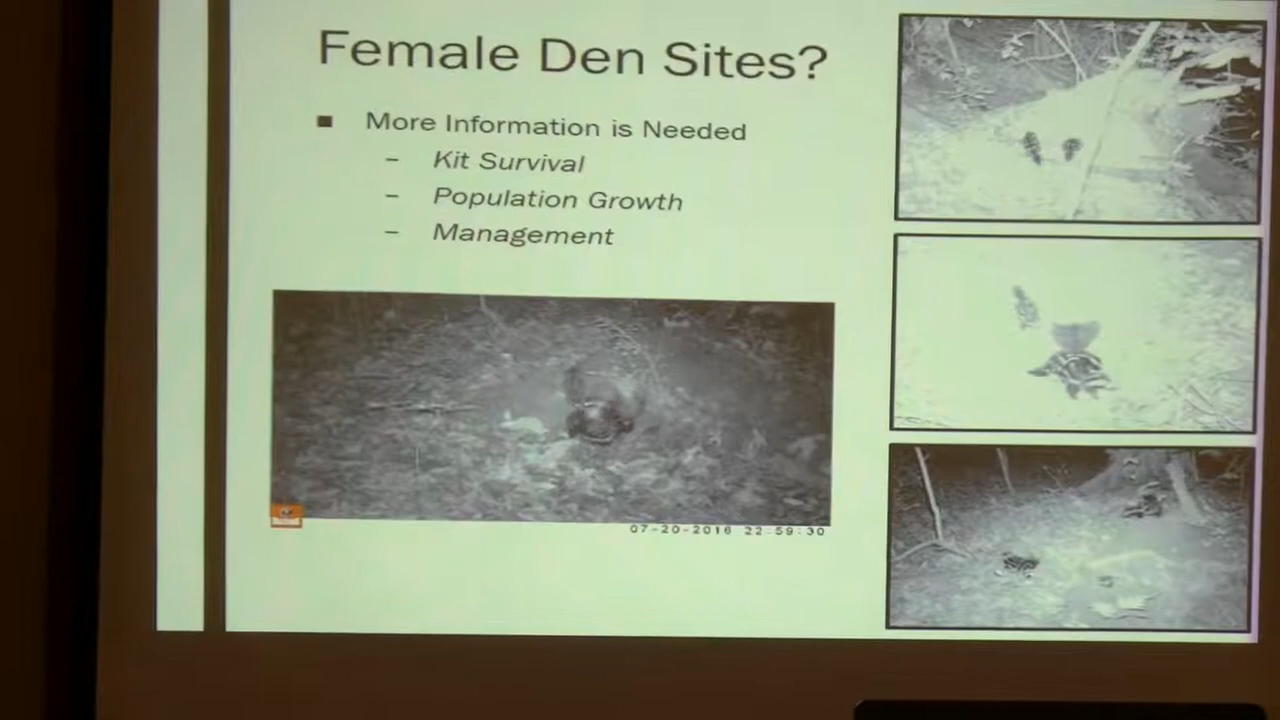 Female Den Sites?
■ More Information is Needed
– Kit Survival
– Population Growth
– Management
07-20-2016 22:59:30